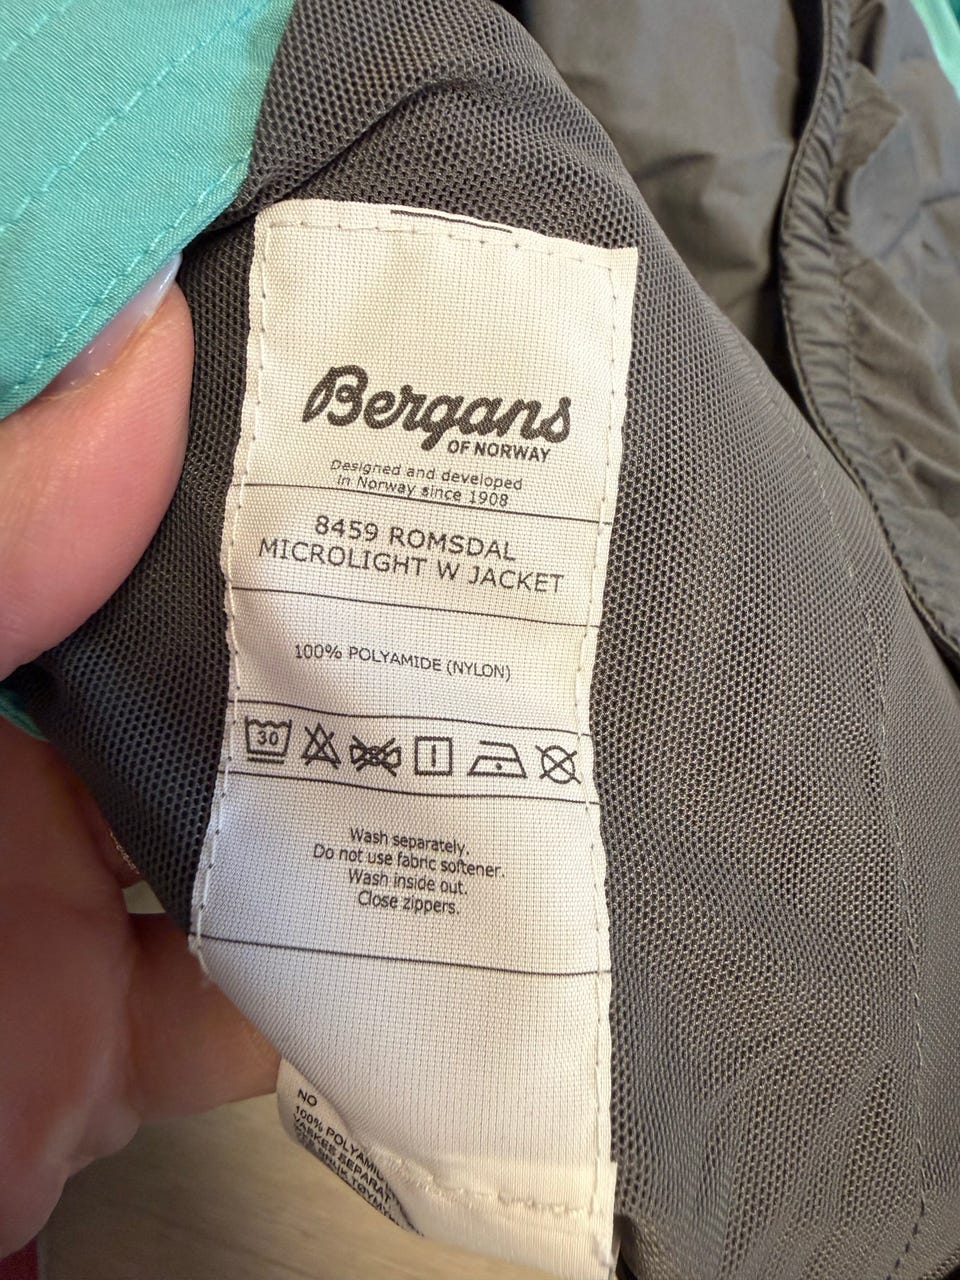 Bergans
OF NORWAY
Designed and developed
in Norway since 1908
8459 ROMSDAL
MICROLIGHT W JACKET
100% POLYAMIDE (NYLON)
30
Wash separately.
Do not use fabric softener.
Wash inside out.
Close zippers.
NO
100% POLYAMID